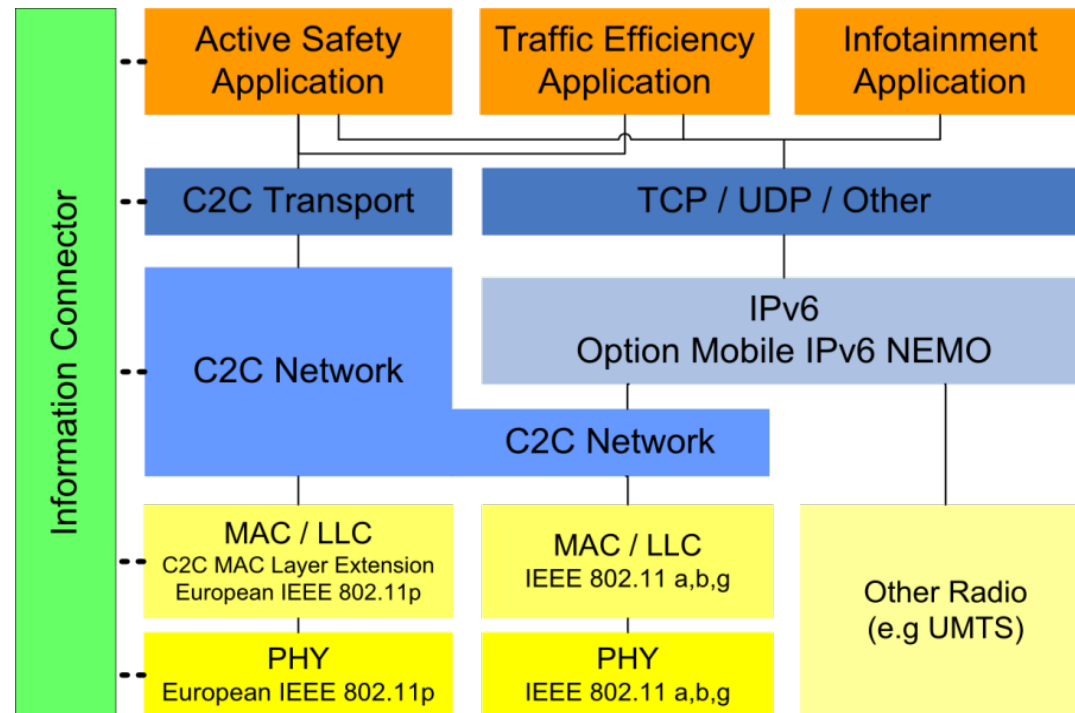 Information Connector
Active Safety
Application
Traffic Efficiency
Application
Infotainment
Application
C2C Transport
TCP / UDP / Other
C2C Network
IPv6
Option Mobile IPv6 NEMO
C2C Network
MAC / LLC
C2C MAC Layer Extension
European IEEE 802.11p
MAC / LLC
IEEE 802.11 a,b,g
Other Radio
(e.g UMTS)
PHY
European IEEE 802.11p
PHY
IEEE 802.11 a,b,g